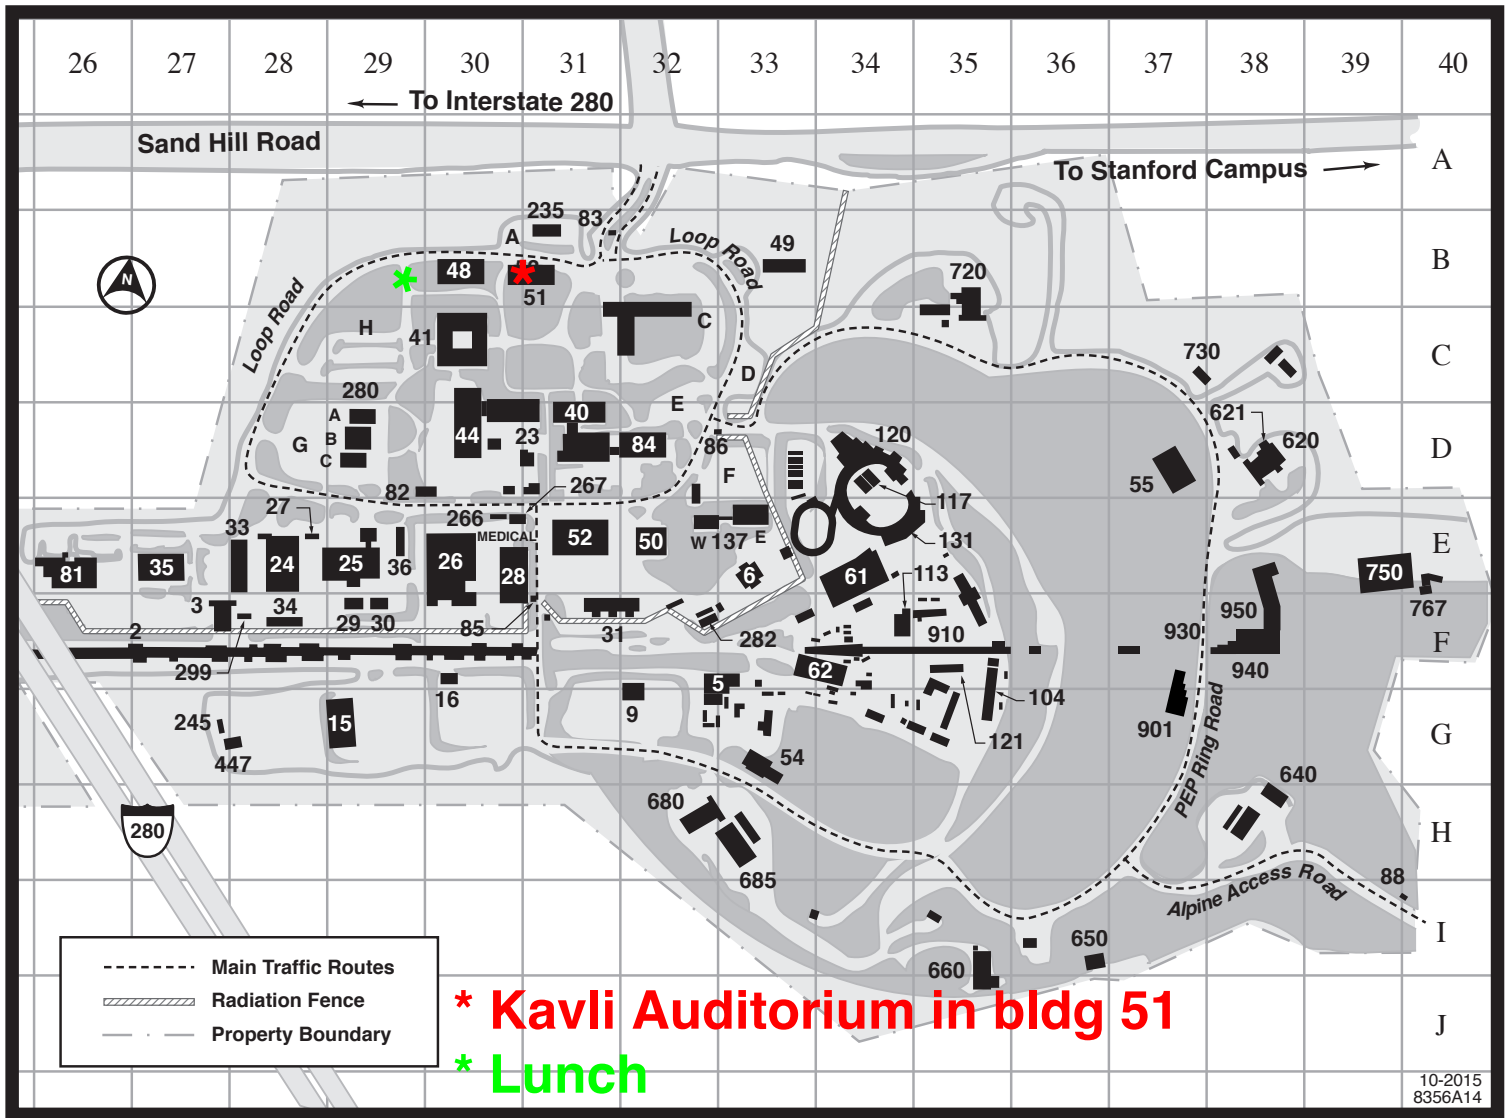 26 27 28 29 30 31 32 33 34 35 36 37 38 39 40
To Interstate 280
Sand Hill Road
A
To Stanford Campus
235 83
A
Loop Road
49
B
N
48
51
720
Loop Road
H
41
C
C
730
D
280
A
40
E
621
B
G
44
23
84
86
120
620
D
C
F
55
82
267
117
27
33
266
MEDICAL
52
50
W 137 E
131
E
81
35
24
25
36
26
28
6
61
113
750
767
3
34
950
2
29 30
85
31
282
910
930
F
299
62
940
16
5
104
245
15
9
901
G
447
54
121
PEP Ring Road
680
640
280
H
685
88
Alpine Access Road
650
I
Main Traffic Routes
660
Radiation Fence
* Kavli Auditorium in bldg 51
Property Boundary
J
* Lunch
10-2015
8356A14